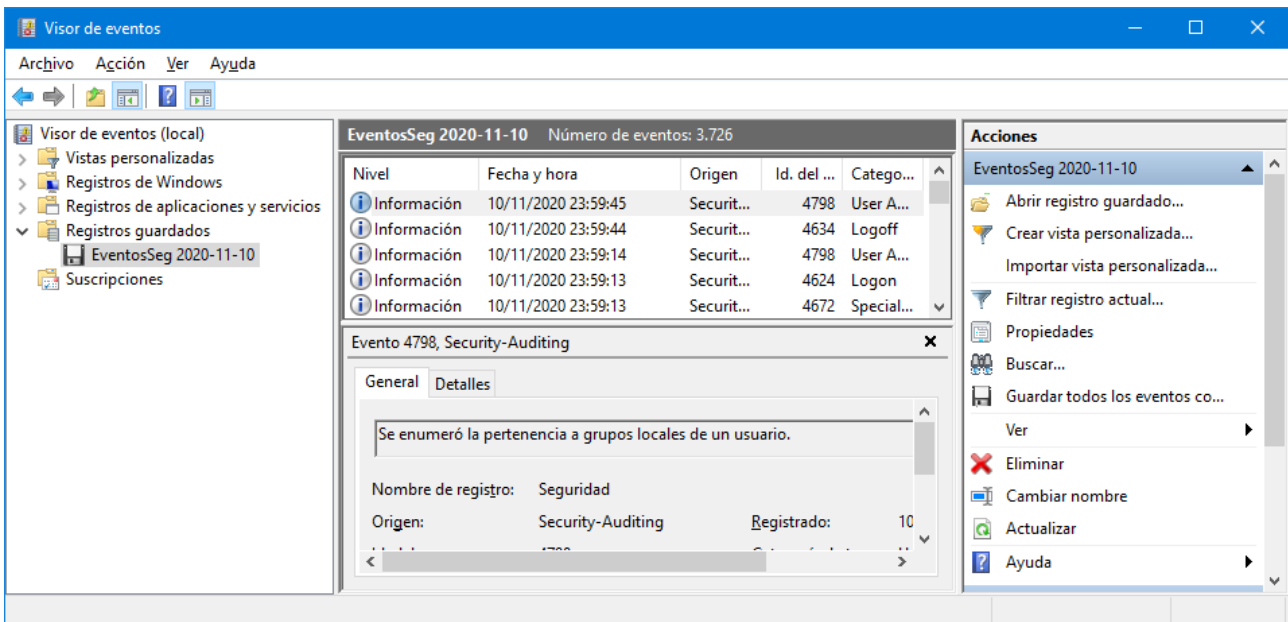 Visor de eventos
Archivo Acción Ver Ayuda
Visor de eventos (local)
Vistas personalizadas
Registros de Windows
Registros de aplicaciones y servicios
Registros guardados
EventosSeg 2020-11-10
Suscripciones
EventosSeg 2020-11-10 Número de eventos: 3.726
Nivel Fecha y hora Origen Id. del ... Catego...
Información 10/11/2020 23:59:45 Securit... 4798 User A...
Información 10/11/2020 23:59:44 Securit... 4634 Logoff
Información 10/11/2020 23:59:14 Securit... 4798 User A...
Información 10/11/2020 23:59:13 Securit... 4624 Logon
Información 10/11/2020 23:59:13 Securit... 4672 Special...
Evento 4798, Security-Auditing
General Detalles
Se enumeró la pertenencia a grupos locales de un usuario.
Nombre de registro: Seguridad
Origen: Security-Auditing Registrado: 10
Acciones
EventosSeg 2020-11-10
Abrir registro guardado...
Crear vista personalizada...
Importar vista personalizada...
Filtrar registro actual...
Propiedades
Buscar...
Guardar todos los eventos co...
Ver
Eliminar
Cambiar nombre
Actualizar
Ayuda